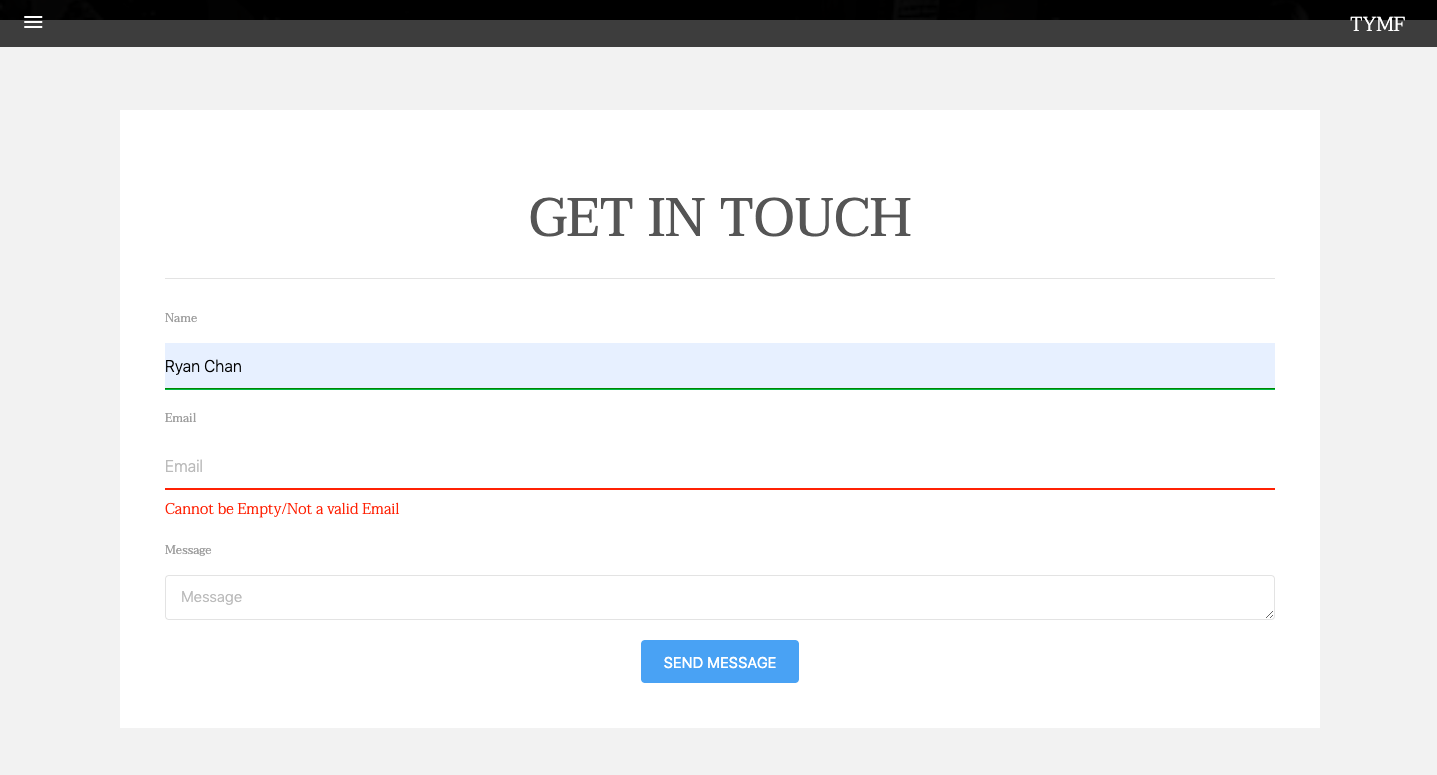 TYMF
GET IN TOUCH
Name
Ryan Chan
Email
Email
Cannot be Empty/Not a valid Email
Message
Message
SEND MESSAGE